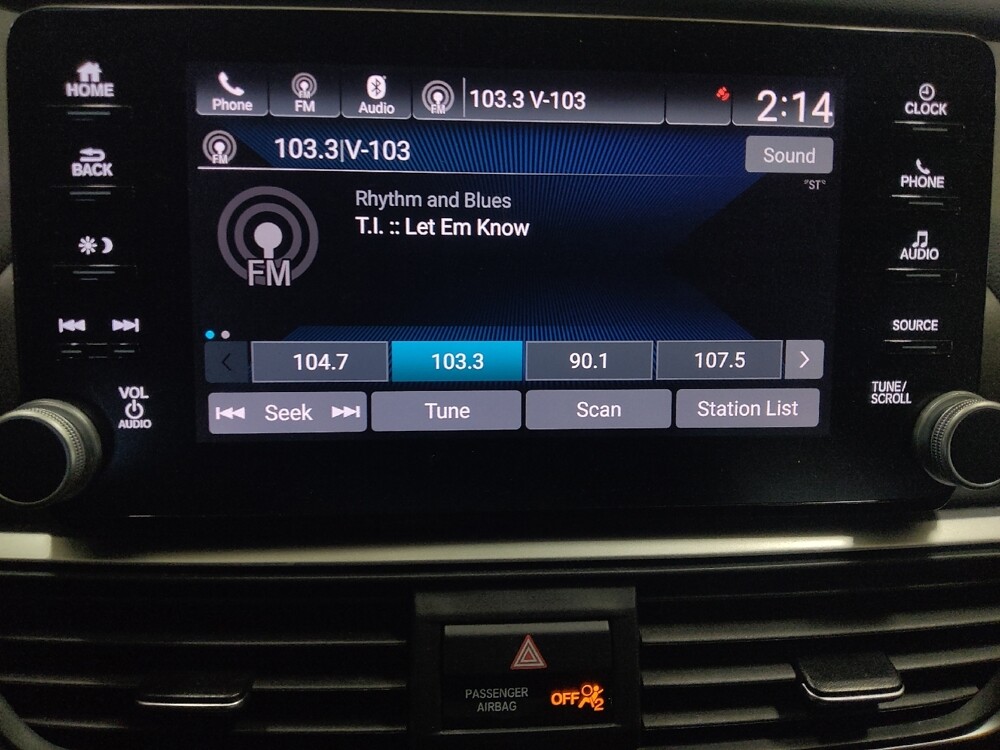 HOME
BACK
VOL
AUDIO
Phone
FM
FM
Audio
FM
103.3 V-103
2:14
FM
103.3|V-103
Sound
"ST"
FM
Rhythm and Blues
T.I. :: Let Em Know
104.7
103.3
90.1
107.5
Seek
Tune
Scan
Station List
CLOCK
PHONE
AUDIO
SOURCE
TUNE/
SCROLL
PASSENGER
AIRBAG
OFF
2